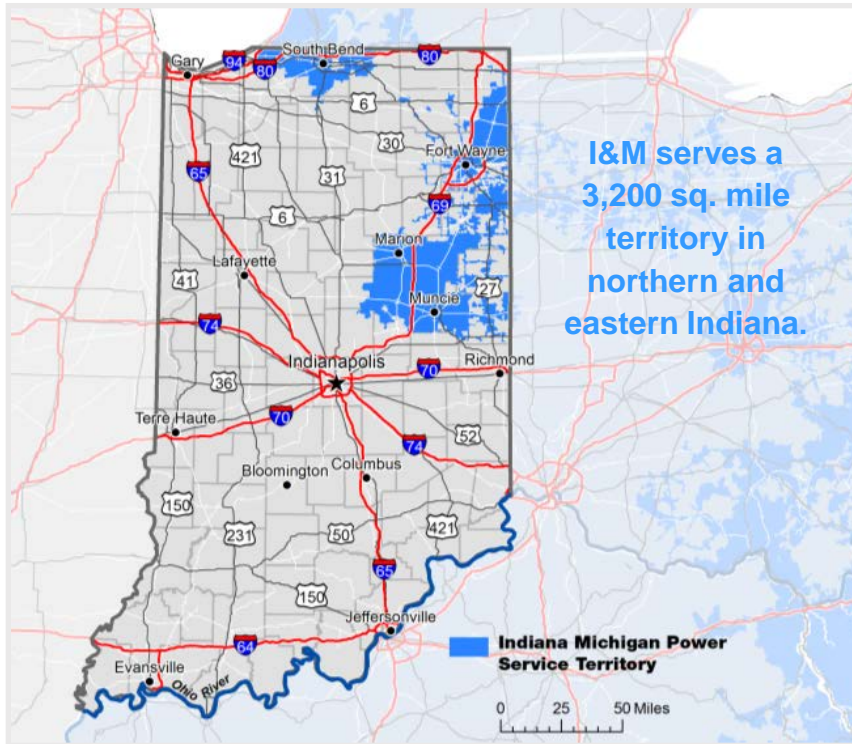 South Bend
94
80
80
Gary
6
30
421
Fort Wayne
65
31
69
6
Marion
Lafayette
41
27
Muncie
74
Indianapolis
Richmond
70
36
Terre Haute
70
52
74
Columbus
Bloomington
150
231
50
421
65
150
Jeffersonville
64
Evansville
Ohio River
I&M serves a
3,200 sq. mile
territory in
northern and
eastern Indiana.
Indiana Michigan Power
Service Territory
0 25 50 Miles